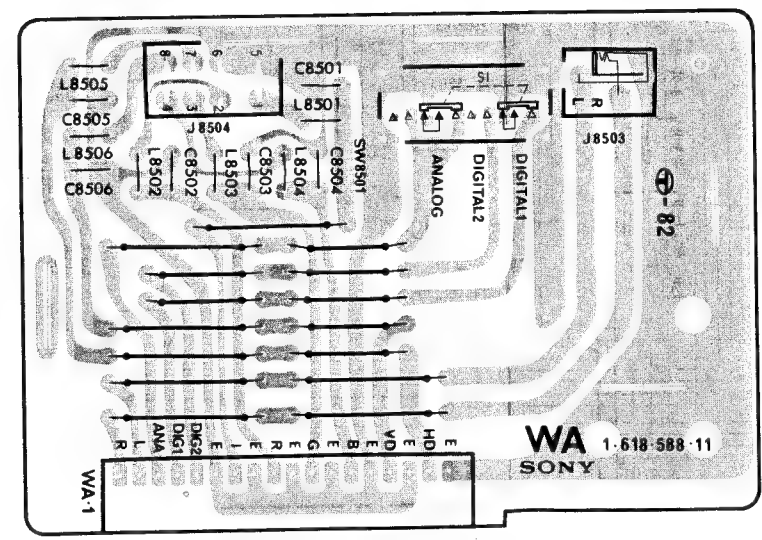 8 7 6 5
C8501
L8505
L8501
3 2
C8505
J8504
S1
L R
J8503
L8506
C8506
L8502
C8502
L8503
C8503
L8504
C8504
SW8501
ANALOG
DIGITAL2
DIGITAL1
T-82
R L ANA DIG1 DIG2 E I E R E G E B E VD E HD E
WA
1-618-588-11
SONY
WA-1